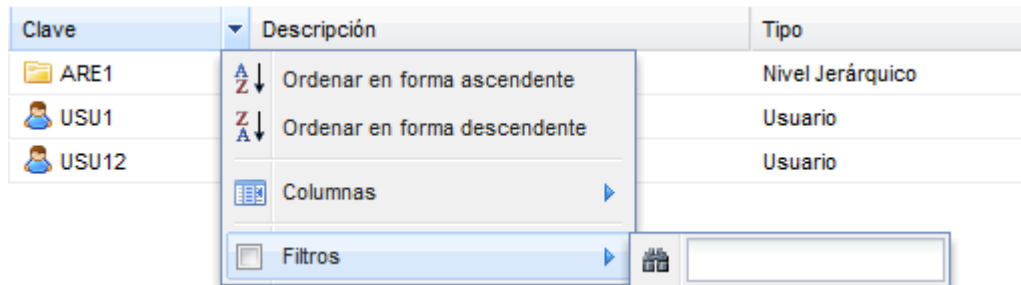 Clave Descripción Tipo
ARE1 Nivel Jerárquico
Ordenar en forma ascendente
USU1 Usuario
Ordenar en forma descendente
USU12 Usuario
Columnas
Filtros